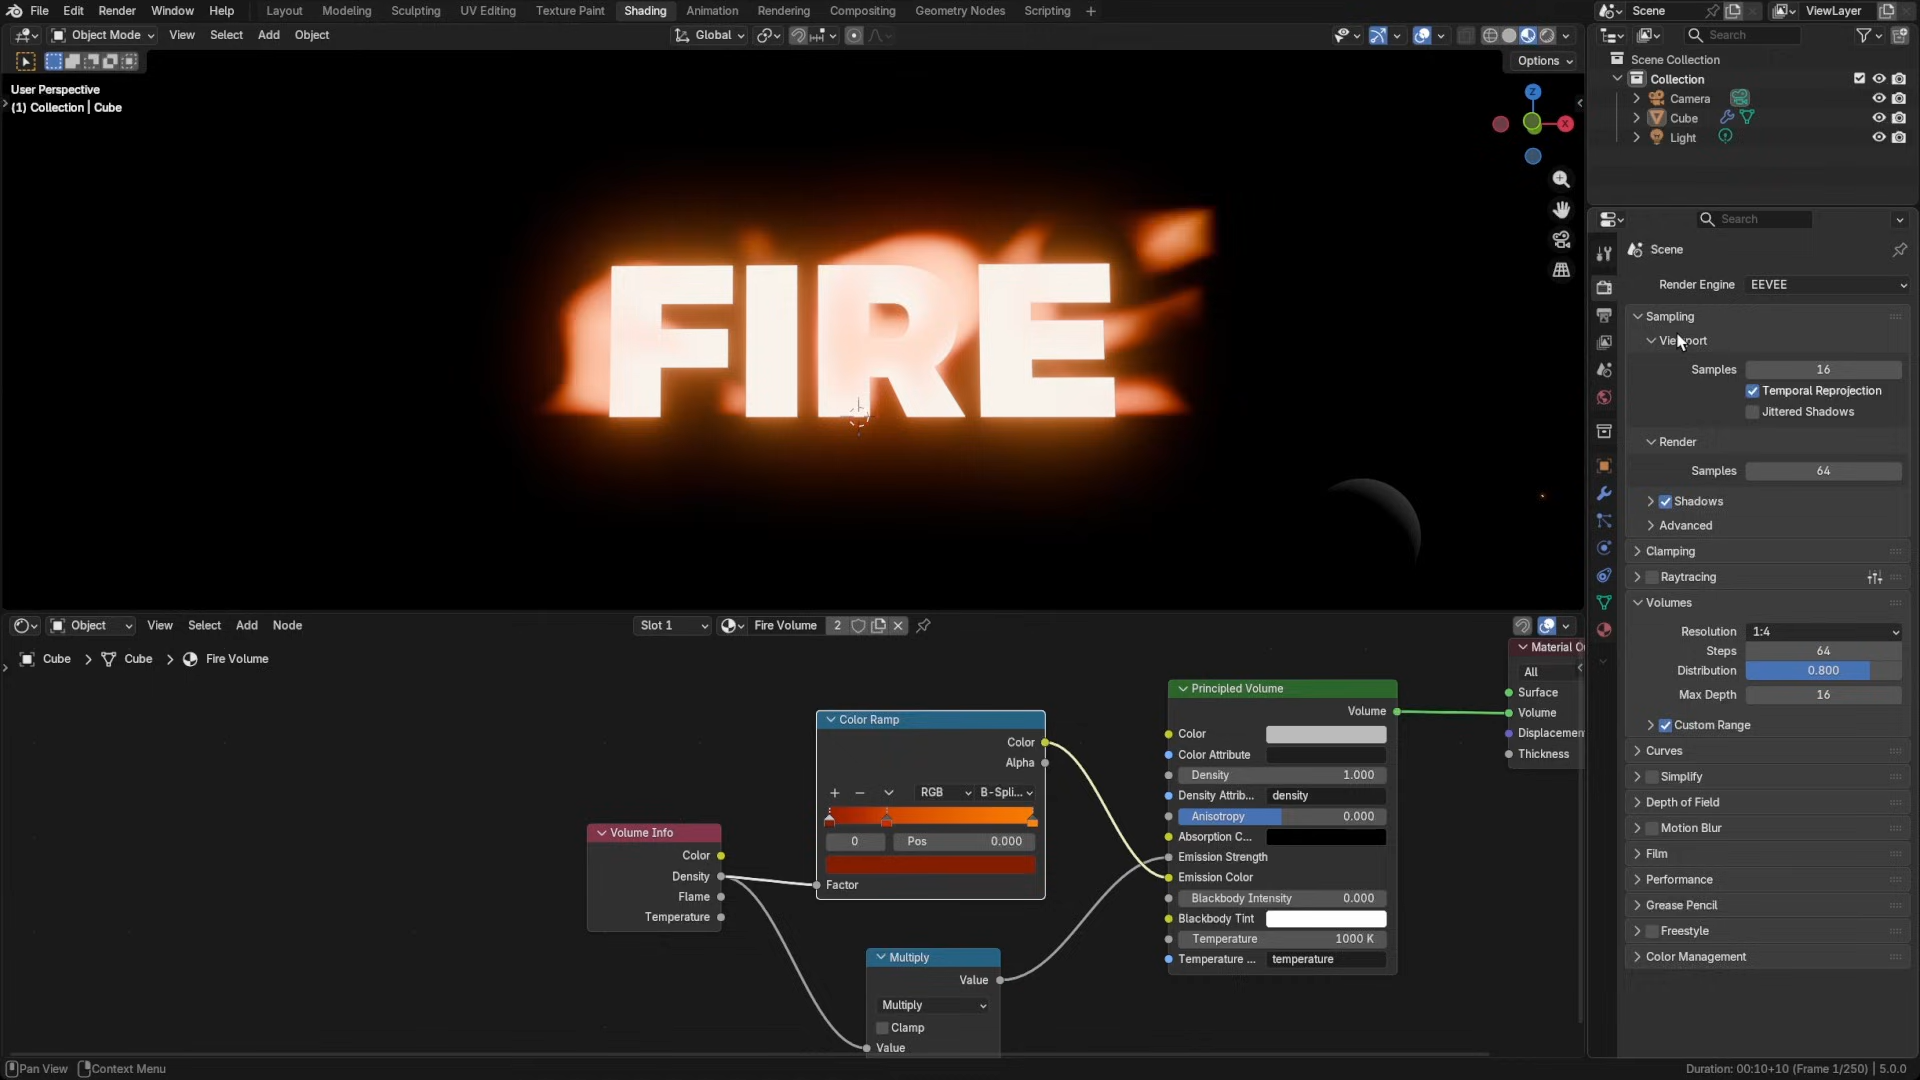 File Edit Render Window Help Layout Modeling Sculpting UV Editing Texture Paint Shading Animation Rendering Compositing Geometry Nodes Scripting + Scene ViewLayer
Object Mode View Select Add Object Global Search
Options
User Perspective
(1) Collection | Cube
Z
X
FIRE
Scene Collection
Collection
Camera
Cube
Light
Search
Scene
Render Engine EEVEE
Sampling
Viewport
Samples 16
Temporal Reprojection
Jittered Shadows
Render
Samples 64
Shadows
Advanced
Clamping
Raytracing
Volumes
Resolution 1:4
Steps 64
Distribution 0.800
Max Depth 16
Custom Range
Curves
Simplify
Depth of Field
Motion Blur
Film
Performance
Grease Pencil
Freestyle
Color Management
Object View Select Add Node Slot 1 Fire Volume 2
Cube > Cube > Fire Volume
Volume Info
Color
Density
Flame
Temperature
Color Ramp
Color
Alpha
RGB B-Spli...
0 Pos 0.000
Factor
Multiply
Value
Multiply
Clamp
Value
Principled Volume
Volume
Color
Color Attribute
Density 1.000
Density Attrib... density
Anisotropy 0.000
Absorption C...
Emission Strength
Emission Color
Blackbody Intensity 0.000
Blackbody Tint
Temperature 1000 K
Temperature ... temperature
Material O
All
Surface
Volume
Displacemen
Thickness
Pan View Context Menu Duration: 00:10+10 (Frame 1/250) | 5.0.0